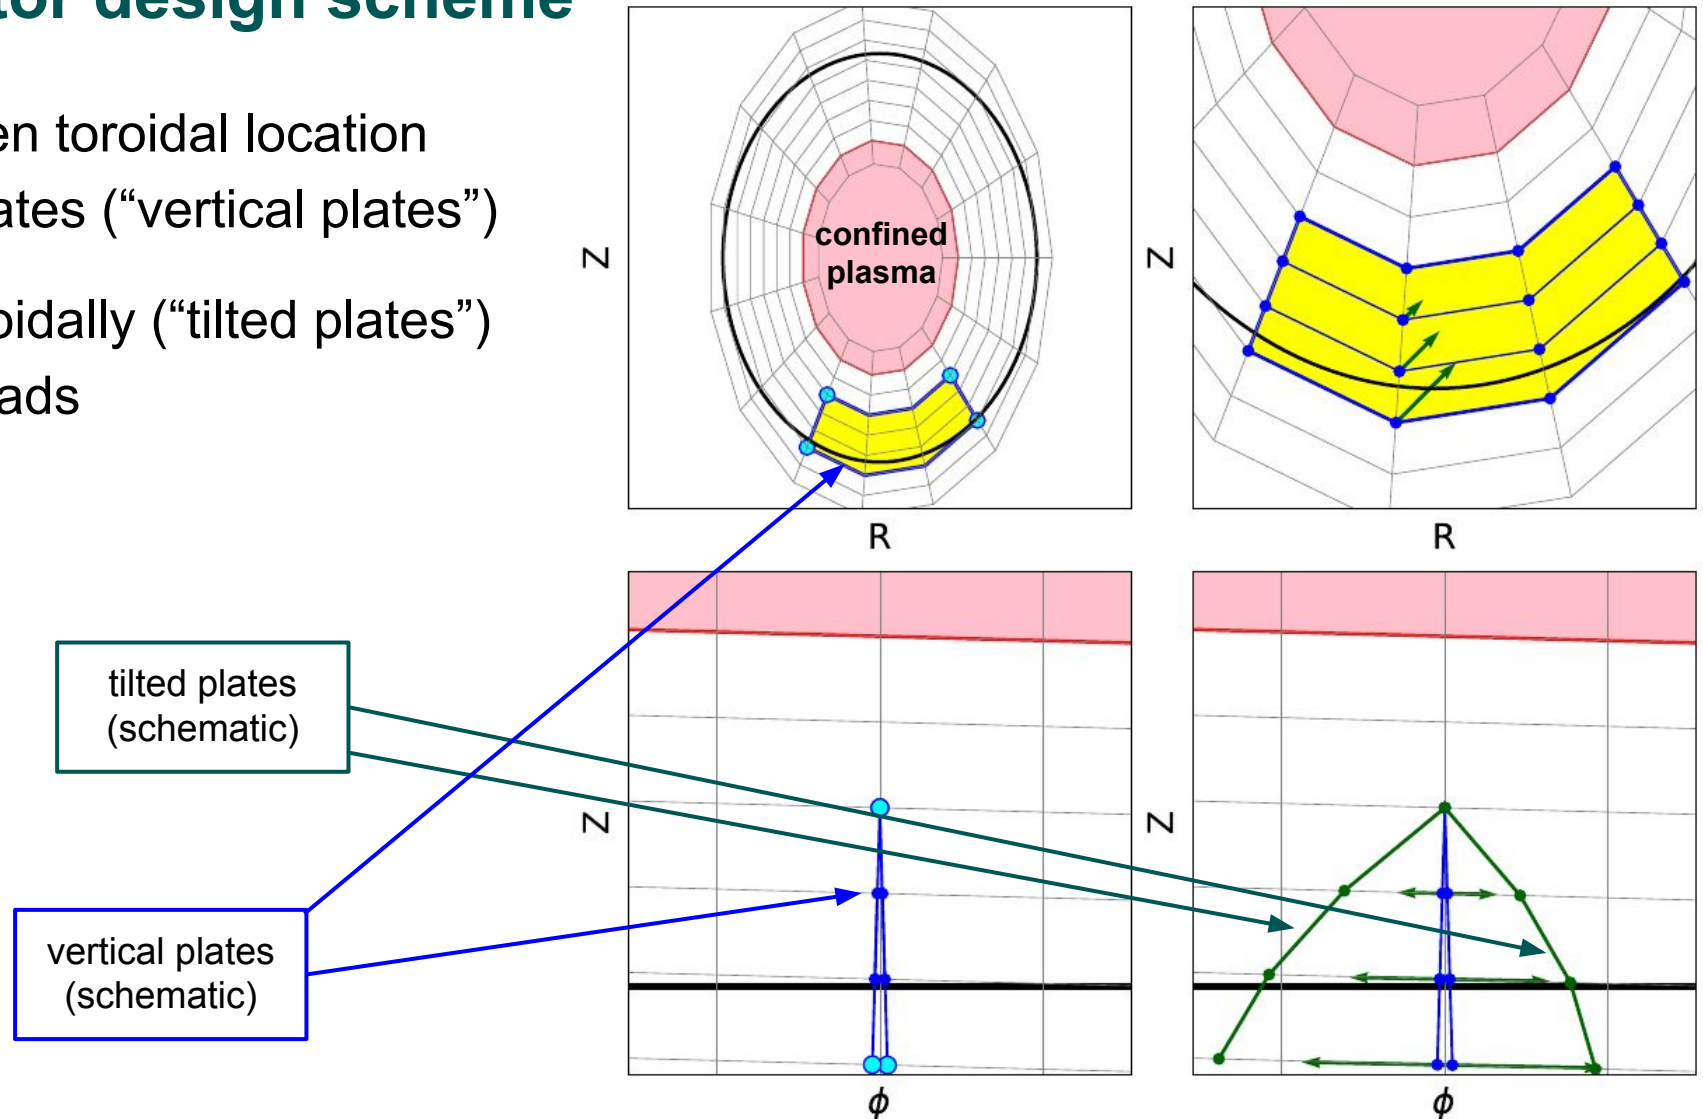 tor design scheme
en toroidal location
ates (“vertical plates”)
oidally (“tilted plates”)
ads
confined
plasma
Z
R
Z
R
tilted plates
(schematic)
vertical plates
(schematic)
Z
ϕ
Z
ϕ